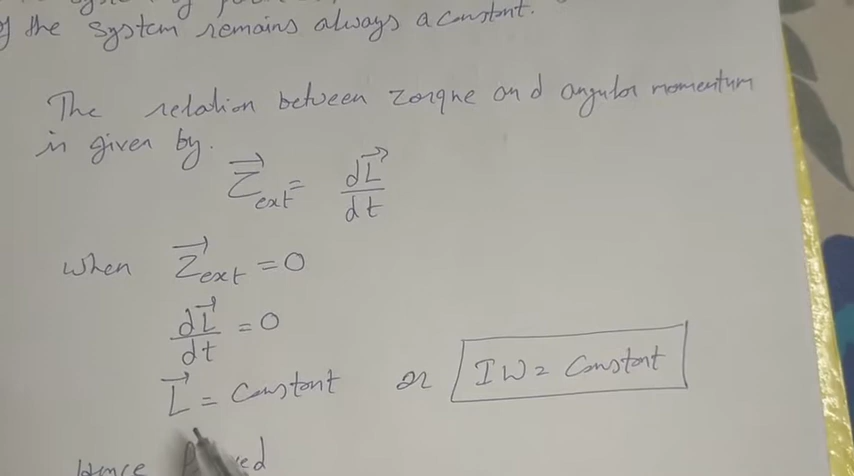 of the system remains always a constant.
The relation between torque and angular momentum
is given by.
τ⃗ext = dL⃗/dt
when τ⃗ext = 0
dL⃗/dt = 0
L⃗ = Constant or Iω = Constant
Hence